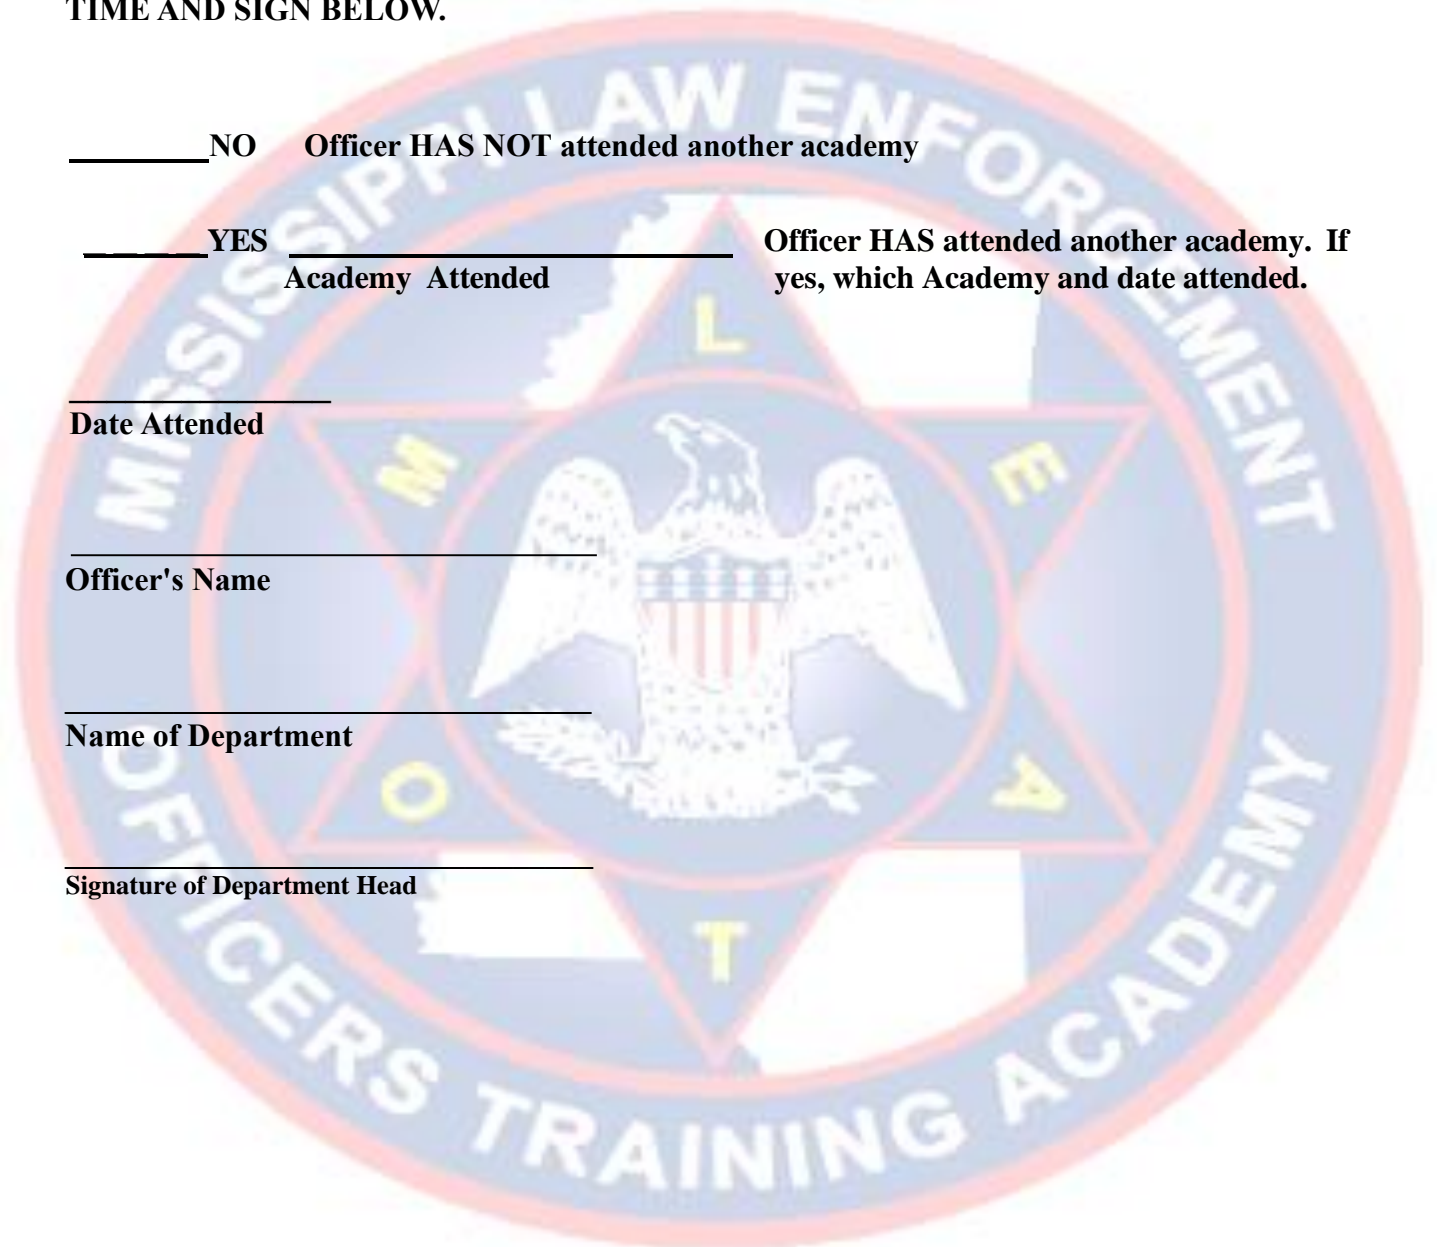 TIME AND SIGN BELOW.
_________NO Officer HAS NOT attended another academy
_ _ _ _ YES ____________________________ Officer HAS attended another academy. If
Academy Attended yes, which Academy and date attended.
Date Attended
Officer's Name
Name of Department
Signature of Department Head
MISSISSIPPI LAW ENFORCEMENT
OFFICERS TRAINING ACADEMY
M
L
E
O
T
A